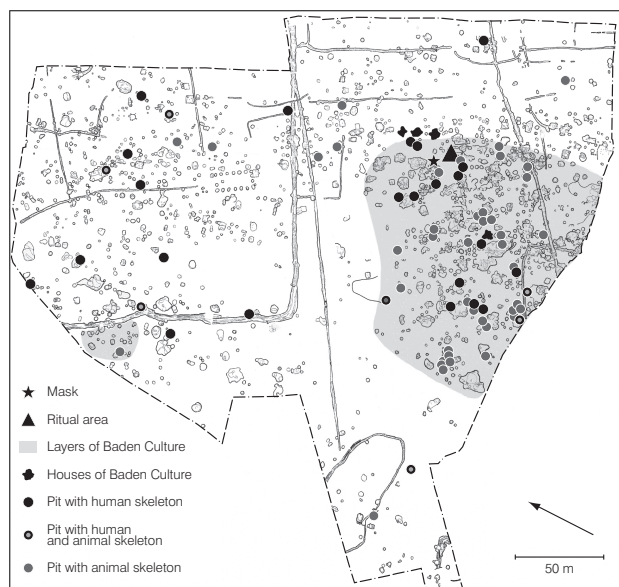 Mask
Ritual area
Layers of Baden Culture
Houses of Baden Culture
Pit with human skeleton
Pit with human
and animal skeleton
Pit with animal skeleton
50 m